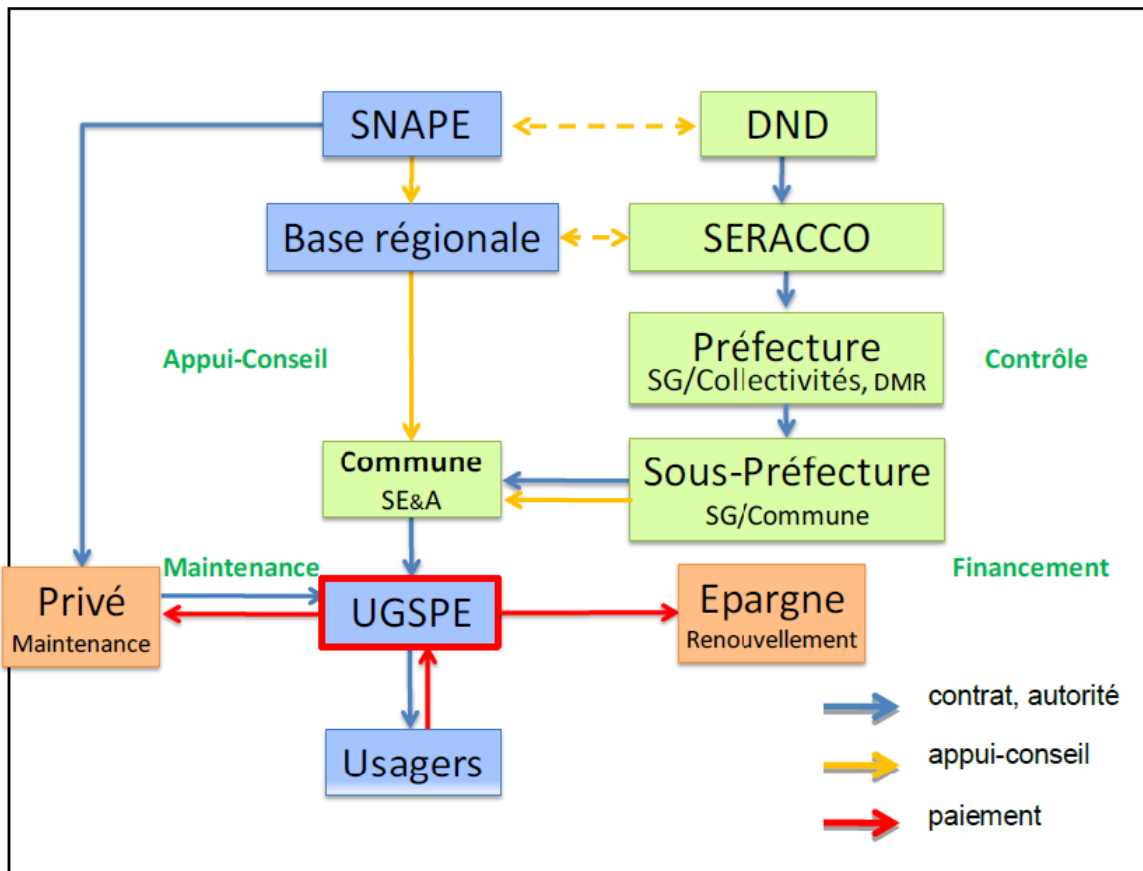 SNAPE
DND
Base régionale
SERACCO
Préfecture
SG/Collectivités, DMR
Appui-Conseil
Contrôle
Commune
SE&A
Sous-Préfecture
SG/Commune
Maintenance
Financement
Privé
Maintenance
UGSPE
Epargne
Renouvellement
Usagers
contrat, autorité
appui-conseil
paiement